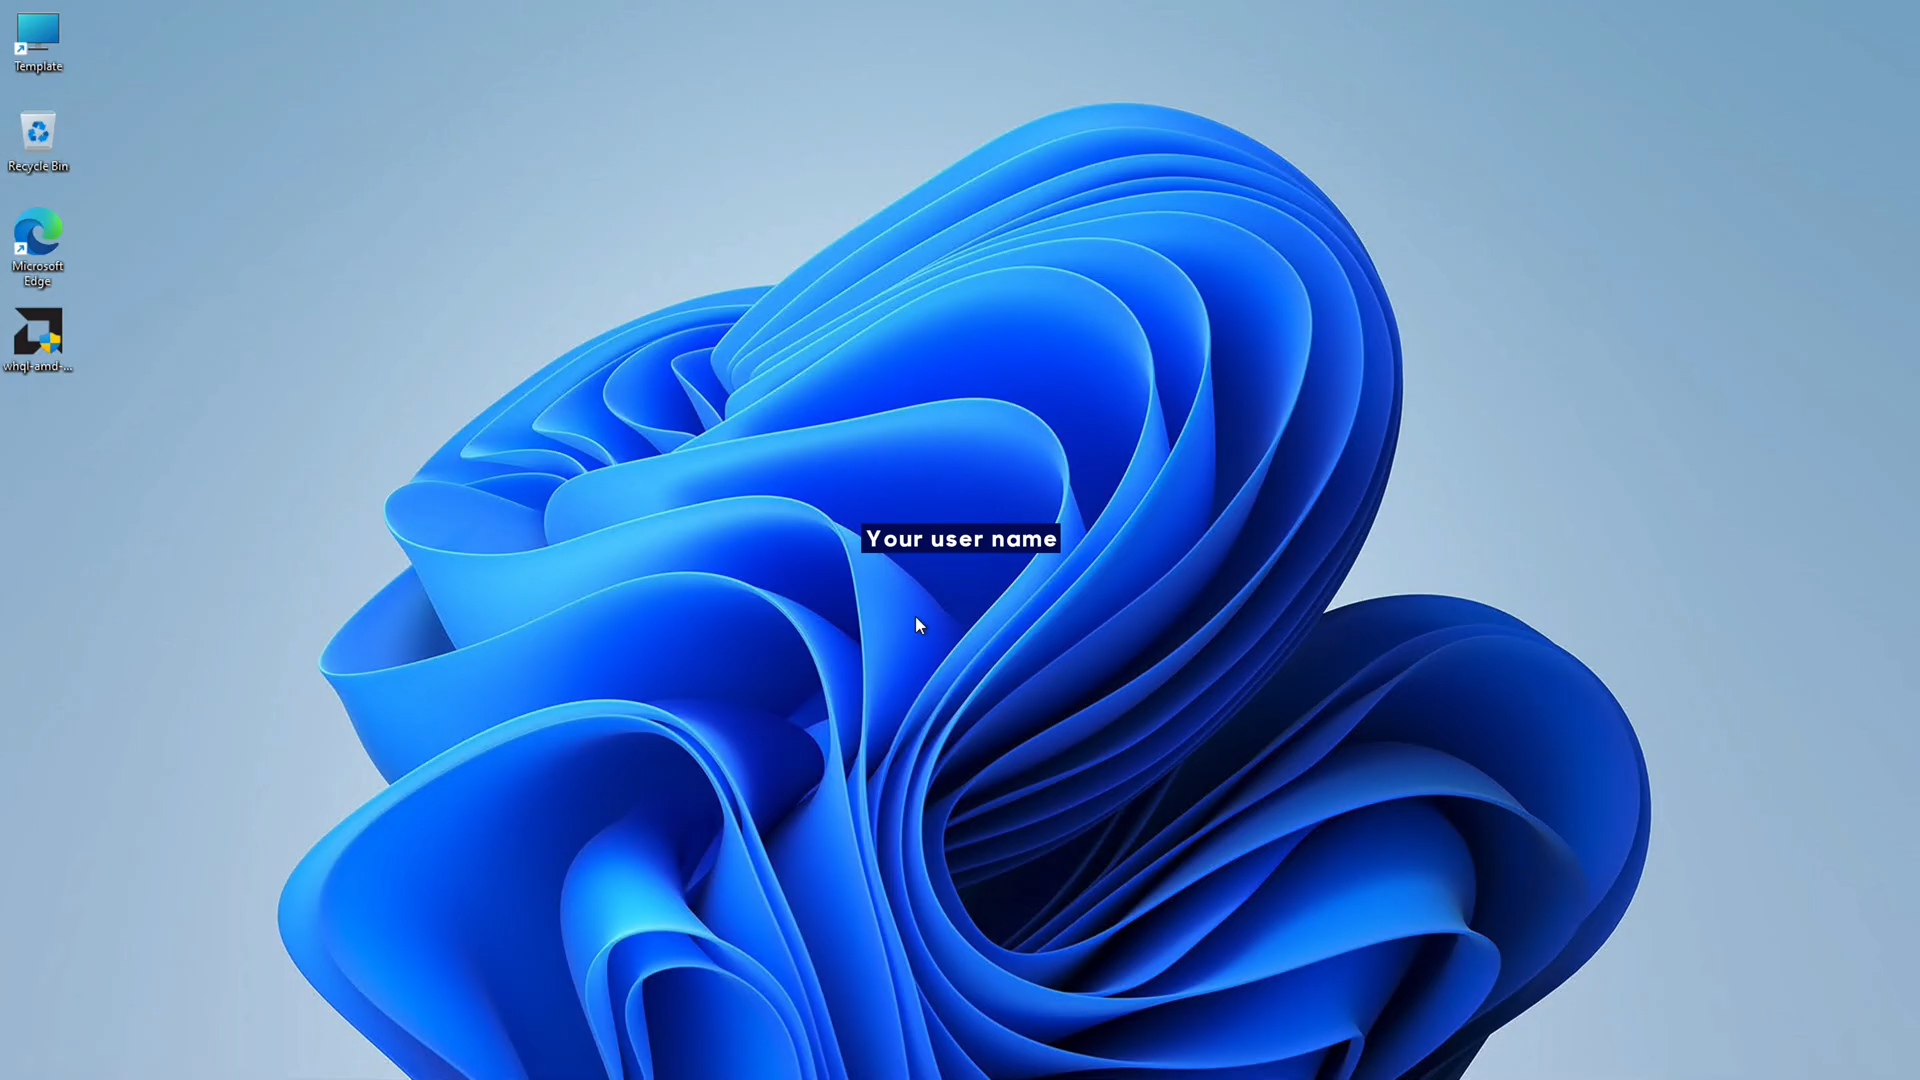 Template
Recycle Bin
Microsoft
Edge
whql-amd-...
Your user name